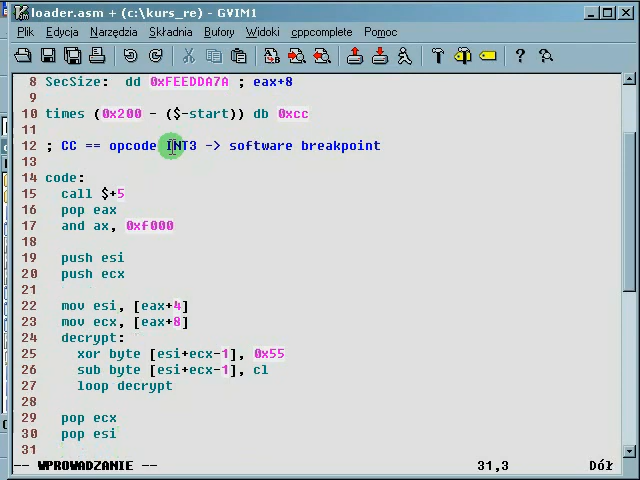 loader.asm + (c:\kurs_re) - GVIM1
Plik Edycja Narzędzia Składnia Bufory Widoki cppcomplete Pomoc
8 SecSize: dd 0xFEEDDA7A ; eax+8
9
10 times (0x200 - ($-start)) db 0xcc
11
12 ; CC == opcode INT3 -> software breakpoint
13
14 code:
15 call $+5
16 pop eax
17 and ax, 0xf000
18
19 push esi
20 push ecx
21
22 mov esi, [eax+4]
23 mov ecx, [eax+8]
24 decrypt:
25 xor byte [esi+ecx-1], 0x55
26 sub byte [esi+ecx-1], cl
27 loop decrypt
28
29 pop ecx
30 pop esi
31
-- WPROWADZANIE -- 31,3 Dół